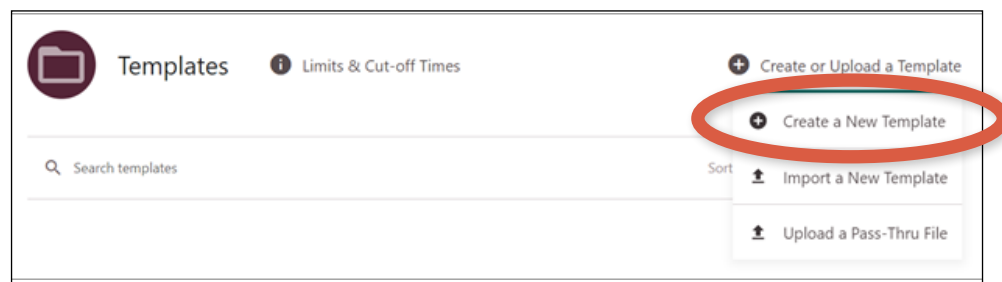 Templates
Limits & Cut-off Times
Create or Upload a Template
Create a New Template
Search templates
Sort
Import a New Template
Upload a Pass-Thru File